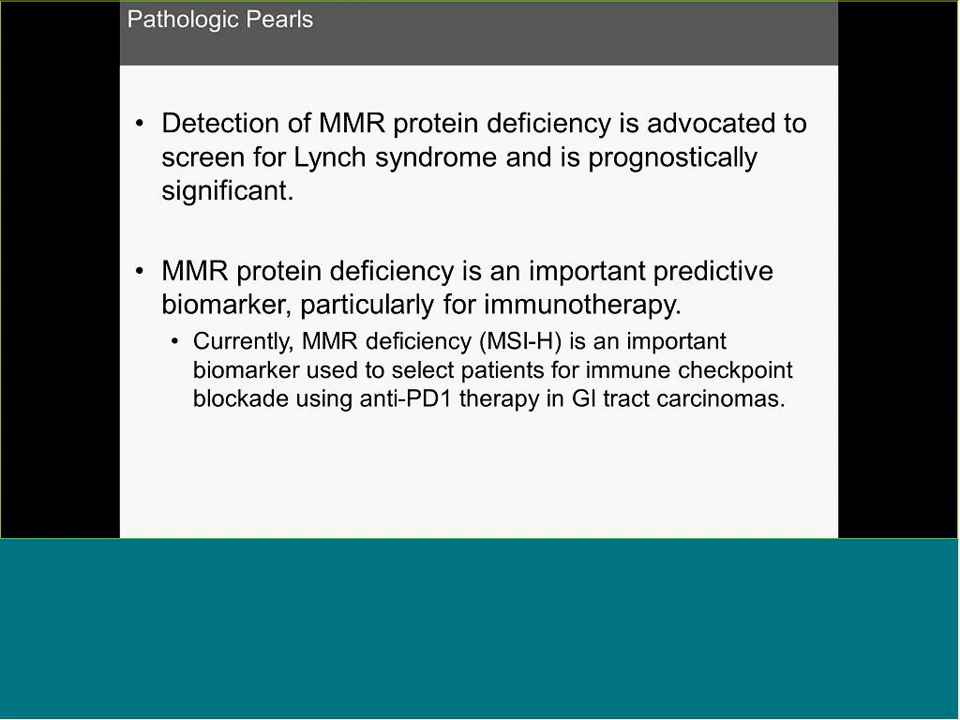 Pathologic Pearls
• Detection of MMR protein deficiency is advocated to
screen for Lynch syndrome and is prognostically
significant.
• MMR protein deficiency is an important predictive
biomarker, particularly for immunotherapy.
• Currently, MMR deficiency (MSI-H) is an important
biomarker used to select patients for immune checkpoint
blockade using anti-PD1 therapy in GI tract carcinomas.